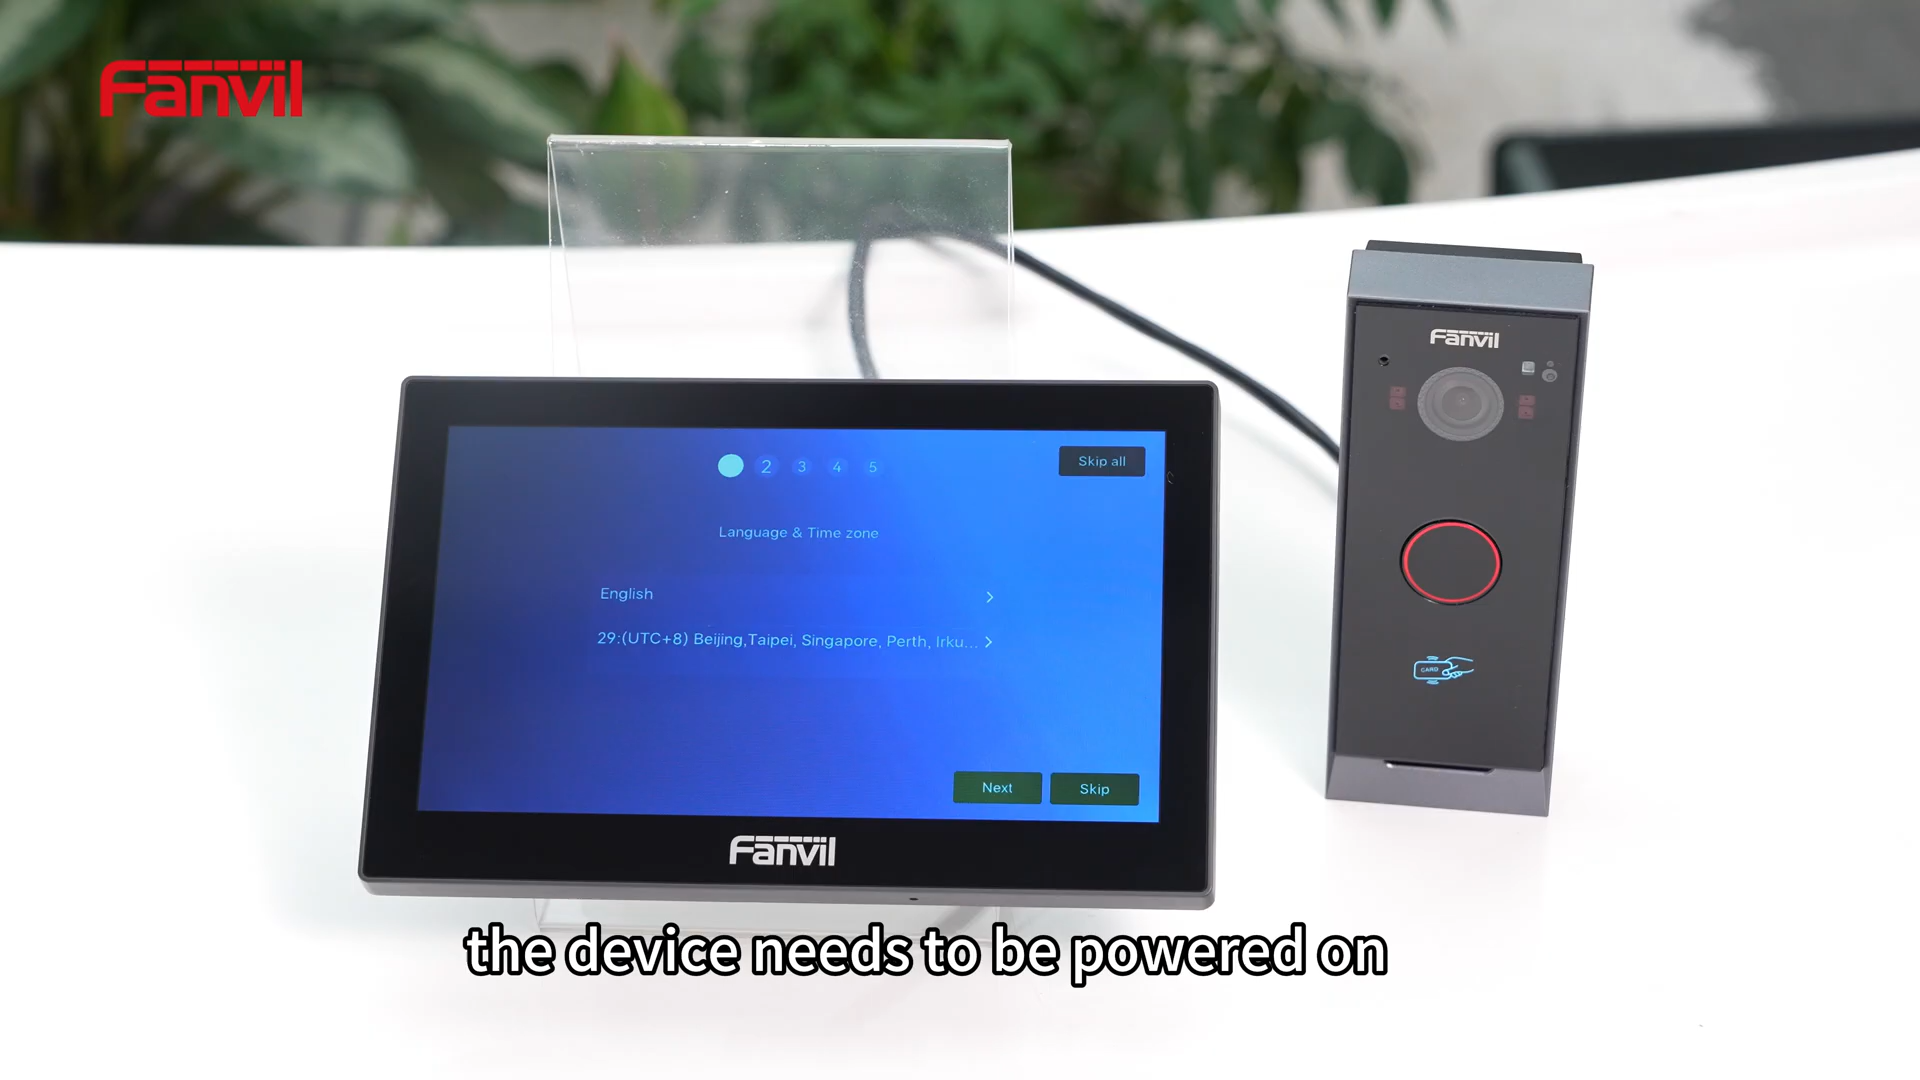 Fanvil
Fanvil
2 3 4 5
Skip all
Language & Time zone
English
29:(UTC+8) Beijing,Taipei, Singapore, Perth, Irku...
Next
Skip
CARD
Fanvil
the device needs to be powered on